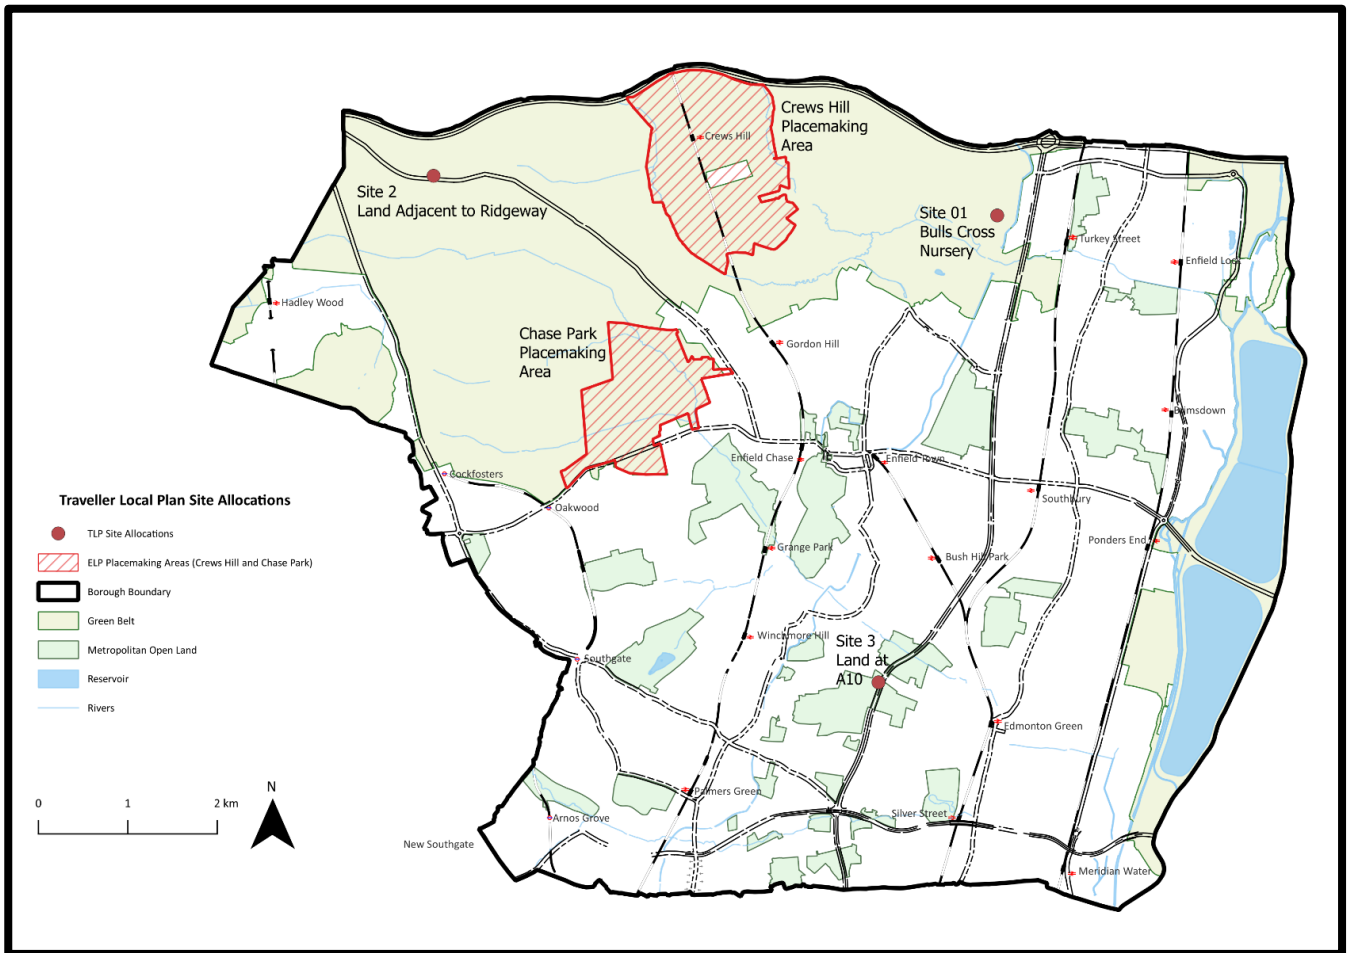 Crews Hill
Placemaking
Area
Crews Hill
Site 2
Land Adjacent to Ridgeway
Site 01
Bulls Cross
Nursery
Turkey Street
Enfield Lock
Hadley Wood
Chase Park
Placemaking
Area
Gordon Hill
Brimsdown
Enfield Chase
Enfield Town
Cockfosters
Southbury
Oakwood
Ponders End
Grange Park
Bush Hill Park
Winchmore Hill
Site 3
Land at
A10
Southgate
Edmonton Green
Palmers Green
Silver Street
Arnos Grove
New Southgate
Meridian Water
Traveller Local Plan Site Allocations
TLP Site Allocations
ELP Placemaking Areas (Crews Hill and Chase Park)
Borough Boundary
Green Belt
Metropolitan Open Land
Reservoir
Rivers
N
0 1 2 km